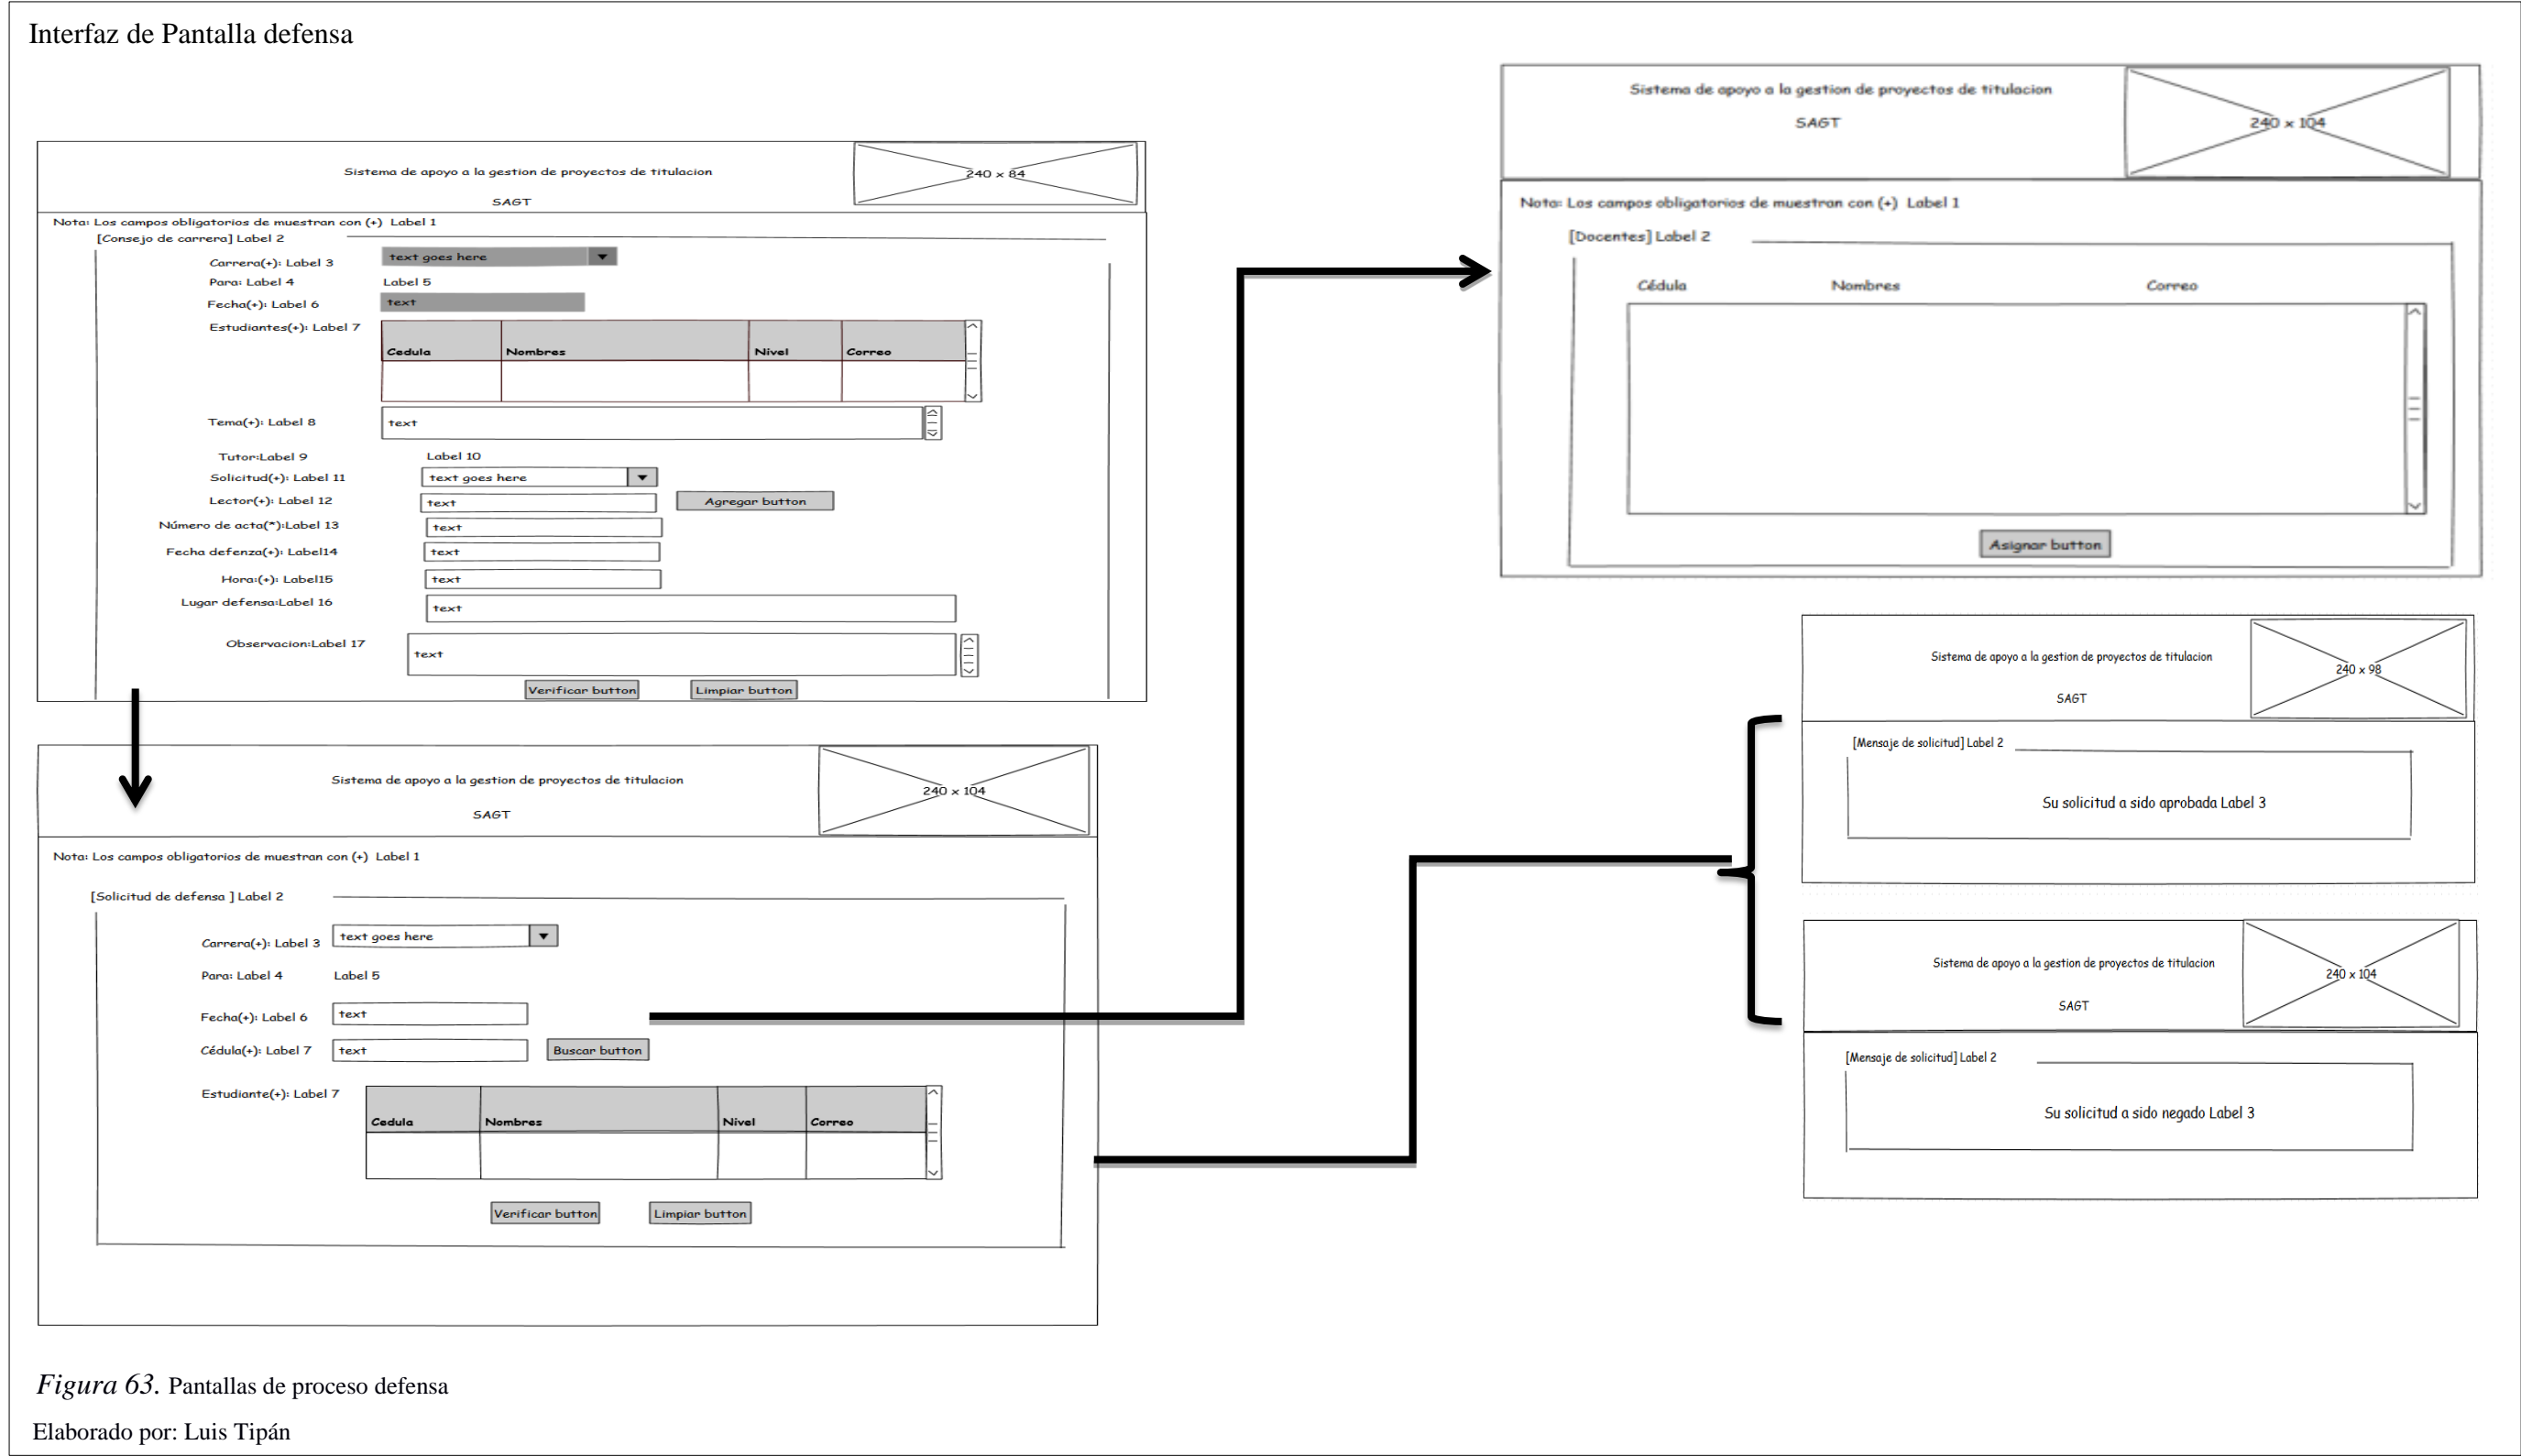 Interfaz de Pantalla defensa
Sistema de apoyo a la gestion de proyectos de titulacion
SAGT
240 x 84
Nota: Los campos obligatorios de muestran con (+) Label 1
[Consejo de carrera] Label 2
Carrera(+): Label 3 text goes here
Para: Label 4 Label 5
Fecha(+): Label 6 text
Estudiantes(+): Label 7
Cedula Nombres Nivel Correo
Tema(+): Label 8 text
Tutor:Label 9 Label 10
Solicitud(+): Label 11 text goes here
Lector(+): Label 12 text Agregar button
Número de acta(*):Label 13 text
Fecha defenza(+): Label14 text
Hora:(+): Label15 text
Lugar defensa:Label 16 text
Observacion:Label 17 text
Verificar button Limpiar button
Sistema de apoyo a la gestion de proyectos de titulacion
SAGT
240 x 104
Nota: Los campos obligatorios de muestran con (+) Label 1
[Solicitud de defensa ] Label 2
Carrera(+): Label 3 text goes here
Para: Label 4 Label 5
Fecha(+): Label 6 text
Cédula(+): Label 7 text Buscar button
Estudiante(+): Label 7
Cedula Nombres Nivel Correo
Verificar button Limpiar button
Sistema de apoyo a la gestion de proyectos de titulacion
SAGT
240 x 104
Nota: Los campos obligatorios de muestran con (+) Label 1
[Docentes] Label 2
Cédula Nombres Correo
Asignar button
Sistema de apoyo a la gestion de proyectos de titulacion
SAGT
240 x 98
[Mensaje de solicitud] Label 2
Su solicitud a sido aprobada Label 3
Sistema de apoyo a la gestion de proyectos de titulacion
SAGT
240 x 104
[Mensaje de solicitud] Label 2
Su solicitud a sido negado Label 3
Figura 63. Pantallas de proceso defensa
Elaborado por: Luis Tipán